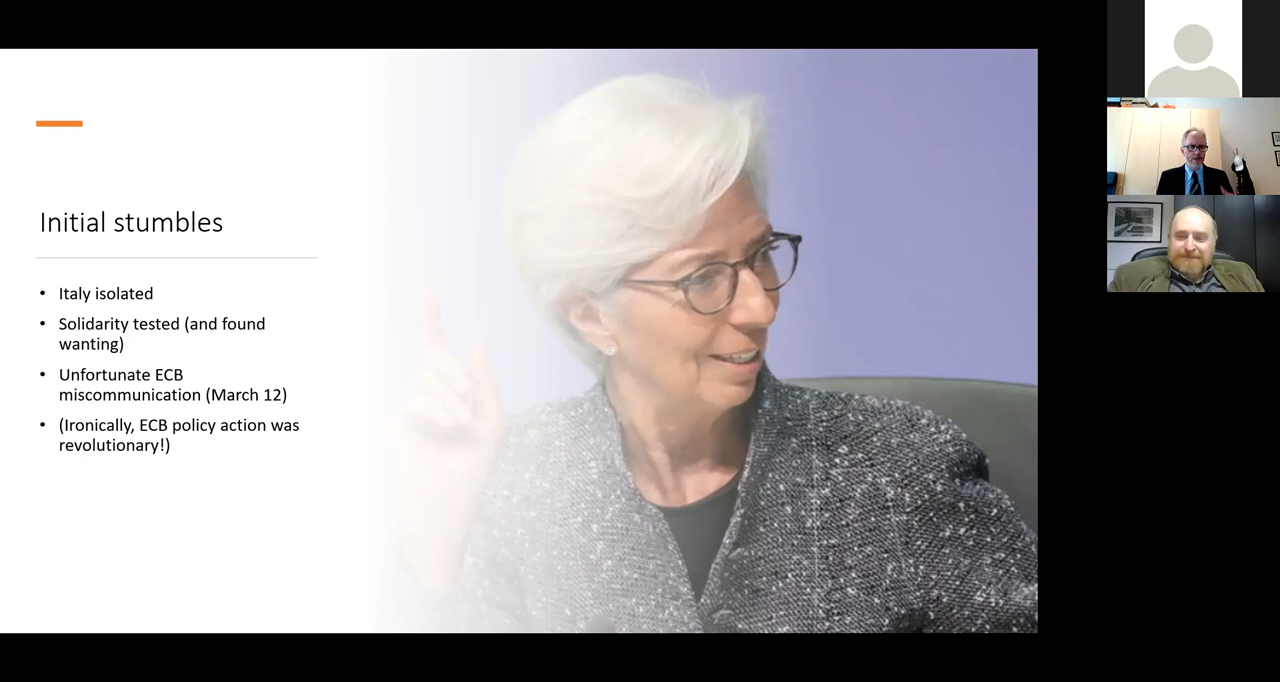 Initial stumbles
• Italy isolated
• Solidarity tested (and found
wanting)
• Unfortunate ECB
miscommunication (March 12)
• (Ironically, ECB policy action was
revolutionary!)